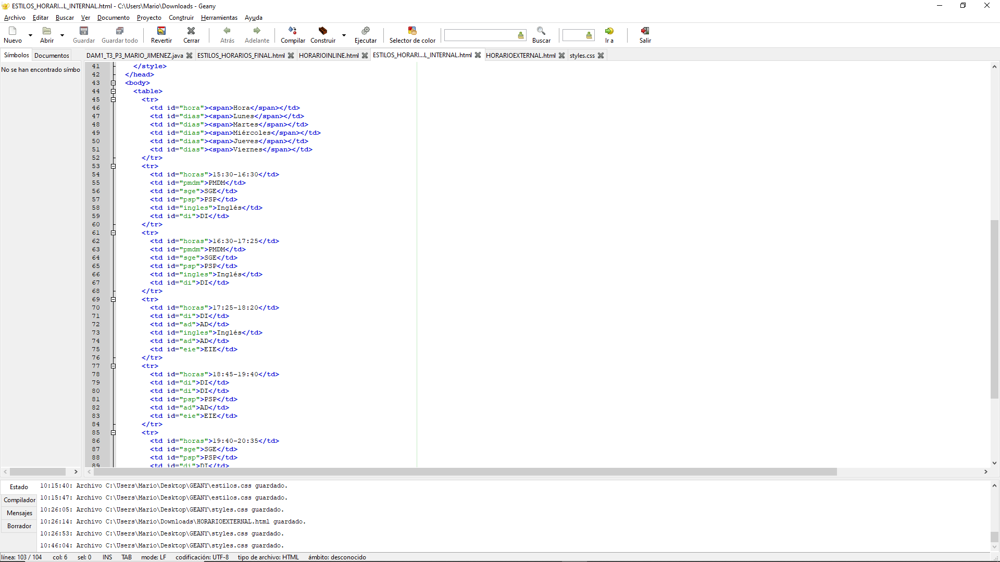 ESTILOS_HORARI...L_INTERNAL.html - C:\Users\Mario\Downloads - Geany
Archivo Editar Buscar Ver Documento Proyecto Construir Herramientas Ayuda
Nuevo Abrir Guardar Guardar todo Revertir Cerrar Atrás Adelante Compilar Construir Ejecutar Selector de color Buscar Ir a Salir
Símbolos Documentos DAM1_T3_P3_MARIO_JIMENEZ.java ESTILOS_HORARIOS_FINAL.html HORARIOINLINE.html ESTILOS_HORARI...L_INTERNAL.html HORARIOEXTERNAL.html styles.css
No se han encontrado símbo
41 </style>
42 </head>
43 <body>
44 <table>
45 <tr>
46 <td id="hora"><span>Hora</span></td>
47 <td id="dias"><span>Lunes</span></td>
48 <td id="dias"><span>Martes</span></td>
49 <td id="dias"><span>Miércoles</span></td>
50 <td id="dias"><span>Jueves</span></td>
51 <td id="dias"><span>Viernes</span></td>
52 </tr>
53 <tr>
54 <td id="horas">15:30-16:30</td>
55 <td id="pmdm">PMDM</td>
56 <td id="sge">SGE</td>
57 <td id="psp">PSP</td>
58 <td id="ingles">Inglés</td>
59 <td id="di">DI</td>
60 </tr>
61 <tr>
62 <td id="horas">16:30-17:25</td>
63 <td id="pmdm">PMDM</td>
64 <td id="sge">SGE</td>
65 <td id="psp">PSP</td>
66 <td id="ingles">Inglés</td>
67 <td id="di">DI</td>
68 </tr>
69 <tr>
70 <td id="horas">17:25-18:20</td>
71 <td id="di">DI</td>
72 <td id="ad">AD</td>
73 <td id="ingles">Inglés</td>
74 <td id="ad">AD</td>
75 <td id="eie">EIE</td>
76 </tr>
77 <tr>
78 <td id="horas">18:45-19:40</td>
79 <td id="di">DI</td>
80 <td id="di">DI</td>
81 <td id="psp">PSP</td>
82 <td id="ad">AD</td>
83 <td id="eie">EIE</td>
84 </tr>
85 <tr>
86 <td id="horas">19:40-20:35</td>
87 <td id="sge">SGE</td>
88 <td id="psp">PSP</td>
89 <td id="di">DI</td>
Estado
Compilador
Mensajes
Borrador
10:15:40: Archivo C:\Users\Mario\Desktop\GEANY\estilos.css guardado.
10:15:47: Archivo C:\Users\Mario\Desktop\GEANY\estilos.css guardado.
10:26:05: Archivo C:\Users\Mario\Desktop\GEANY\styles.css guardado.
10:26:14: Archivo C:\Users\Mario\Downloads\HORARIOEXTERNAL.html guardado.
10:26:53: Archivo C:\Users\Mario\Desktop\GEANY\styles.css guardado.
10:46:04: Archivo C:\Users\Mario\Desktop\GEANY\styles.css guardado.
línea: 103 / 104 col: 6 sel: 0 INS TAB mode: LF codificación: UTF-8 tipo de archivo: HTML ámbito: desconocido